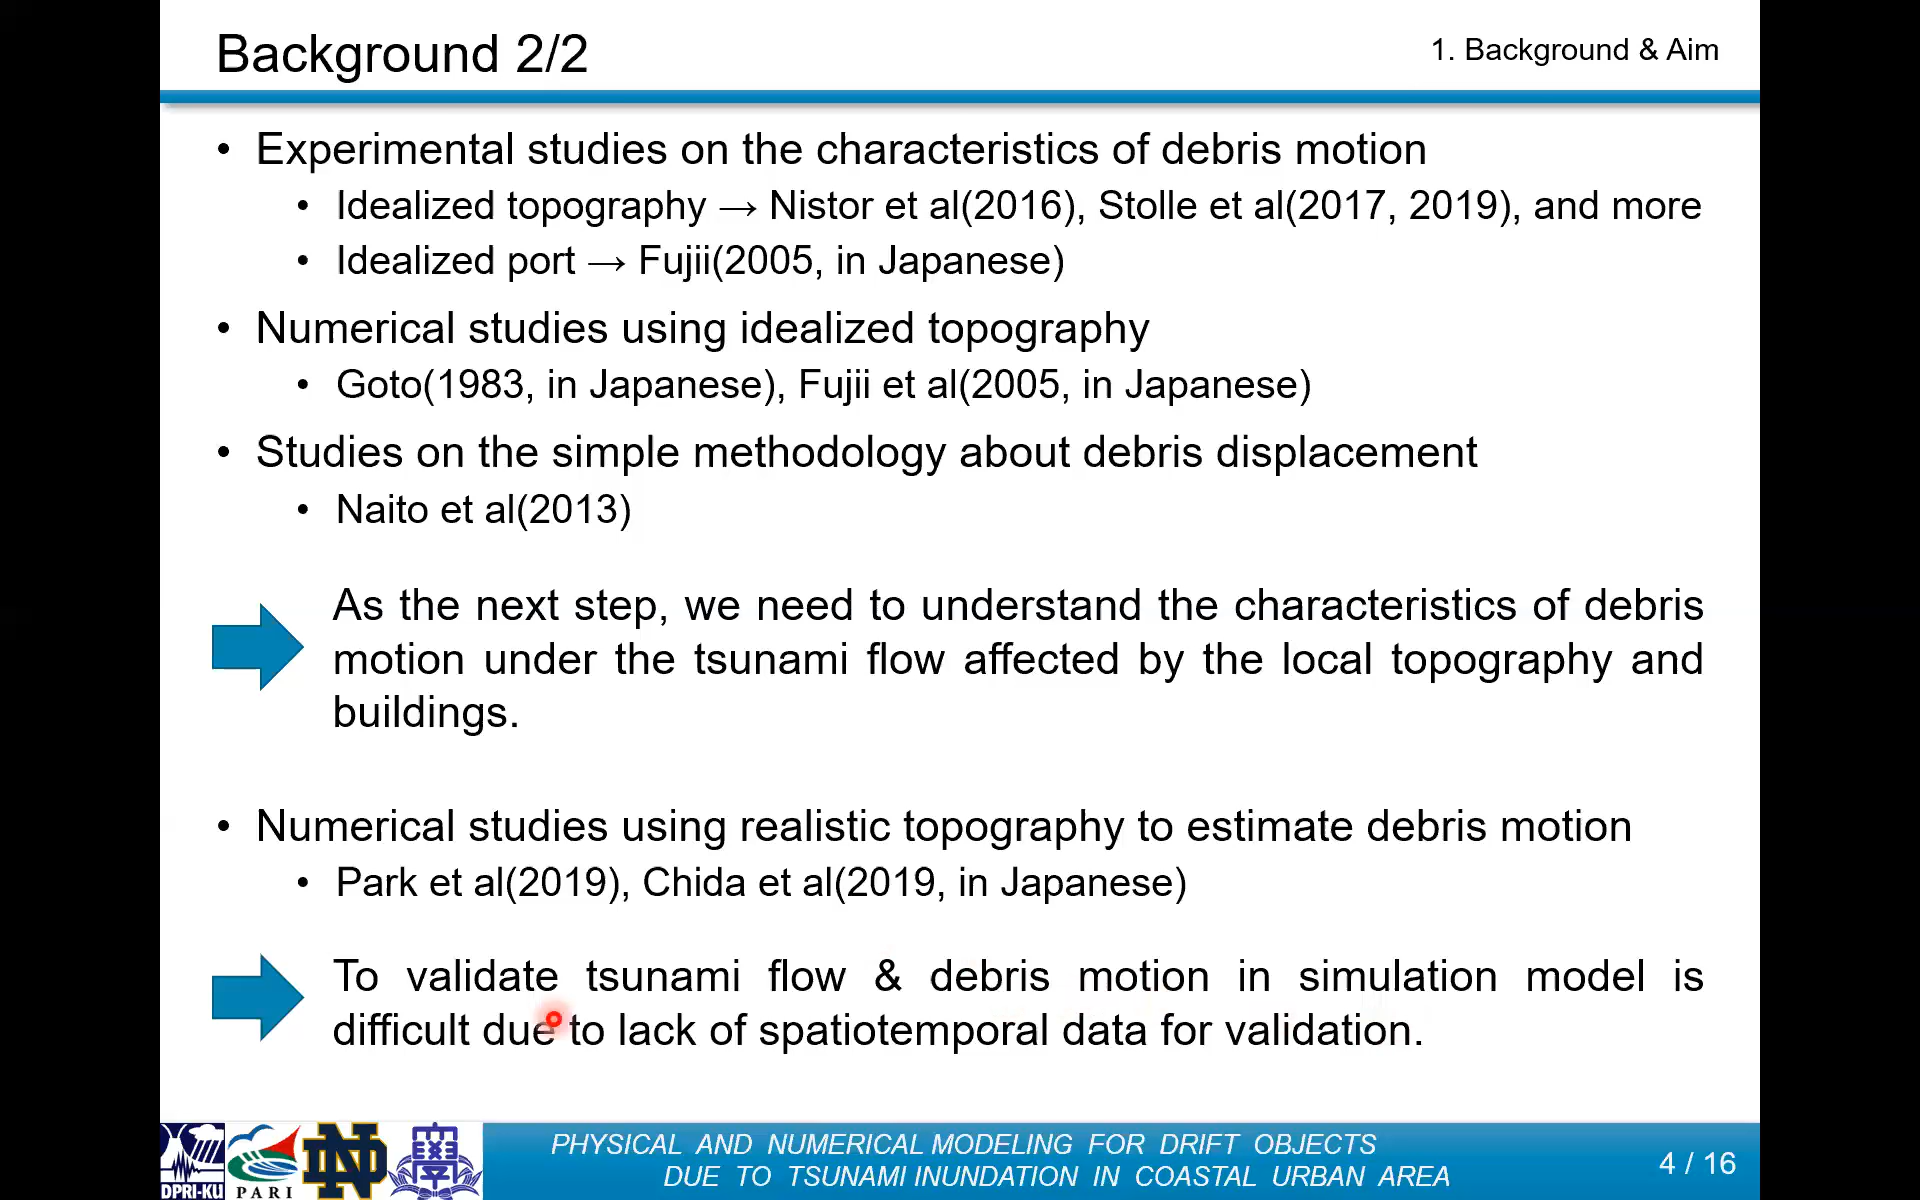 Background 2/2
1. Background & Aim
• Experimental studies on the characteristics of debris motion
• Idealized topography → Nistor et al(2016), Stolle et al(2017, 2019), and more
• Idealized port → Fujii(2005, in Japanese)
• Numerical studies using idealized topography
• Goto(1983, in Japanese), Fujii et al(2005, in Japanese)
• Studies on the simple methodology about debris displacement
• Naito et al(2013)
As the next step, we need to understand the characteristics of debris
motion under the tsunami flow affected by the local topography and
buildings.
• Numerical studies using realistic topography to estimate debris motion
• Park et al(2019), Chida et al(2019, in Japanese)
To validate tsunami flow & debris motion in simulation model is
difficult due to lack of spatiotemporal data for validation.
DPRI-KU
PARI
ND
PHYSICAL AND NUMERICAL MODELING FOR DRIFT OBJECTS
DUE TO TSUNAMI INUNDATION IN COASTAL URBAN AREA
4 / 16